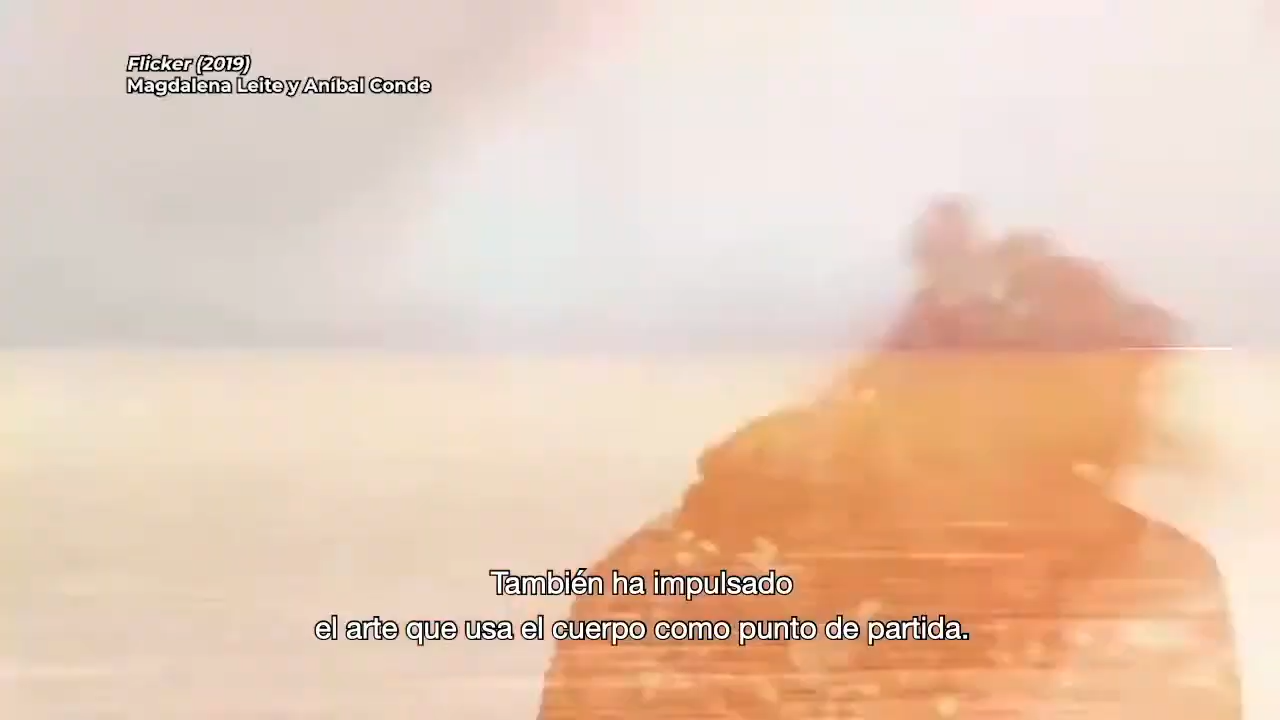 Flicker (2019)
Magdalena Leite y Aníbal Conde
También ha impulsado
el arte que usa el cuerpo como punto de partida.